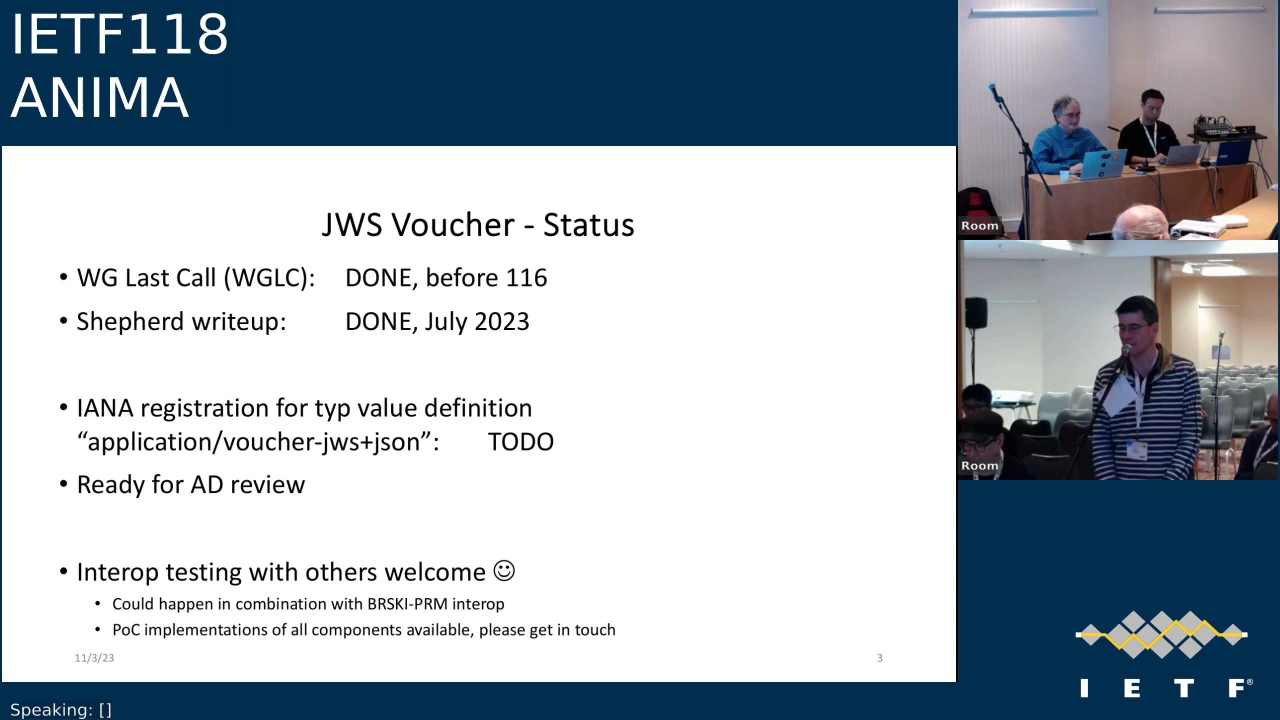 IETF118
ANIMA
JWS Voucher - Status
• WG Last Call (WGLC): DONE, before 116
• Shepherd writeup: DONE, July 2023
• IANA registration for typ value definition
“application/voucher-jws+json”: TODO
• Ready for AD review
• Interop testing with others welcome ☺
• Could happen in combination with BRSKI-PRM interop
• PoC implementations of all components available, please get in touch
11/3/23 3
Room
Room
I E T F®
Speaking: []